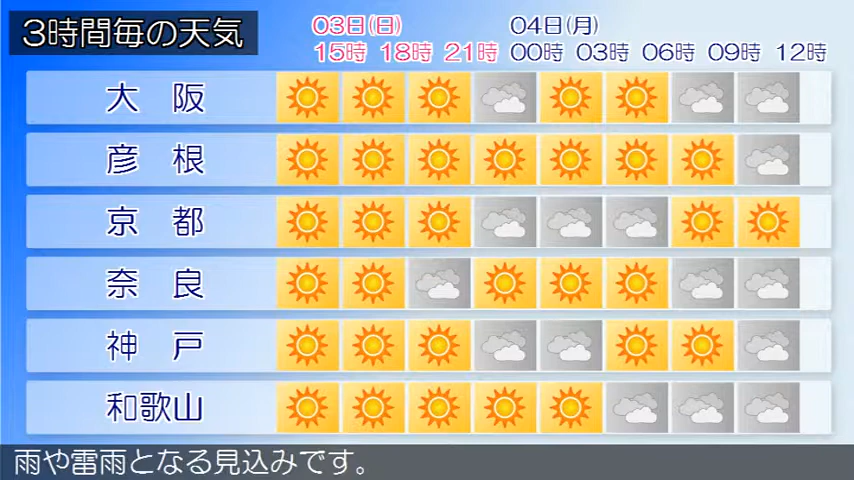 3時間毎の天気
03日(日) 04日(月)
15時 18時 21時 00時 03時 06時 09時 12時
大阪
彦根
京都
奈良
神戸
和歌山
雨や雷雨となる見込みです。